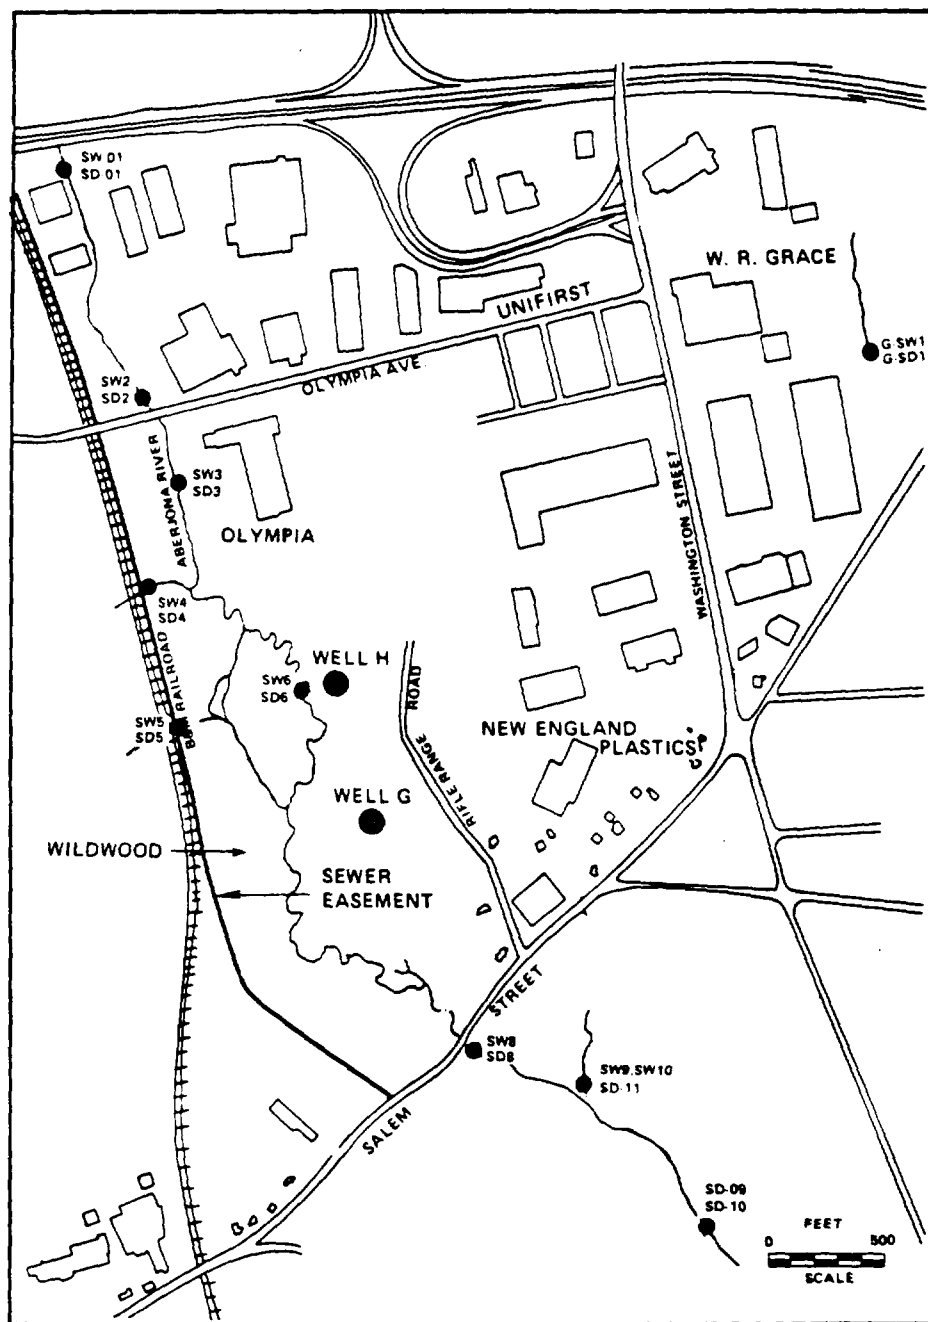 SW-01
SD-01
W. R. GRACE
UNIFIRST
G-SW1
G-SD1
OLYMPIA AVE.
SW2
SD2
ABERJONA RIVER
SW3
SD3
OLYMPIA
WASHINGTON STREET
SW4
SD4
WELL H
SW6
SD6
RIFLE RANGE ROAD
SW5
SD5
B&M RAILROAD
NEW ENGLAND
PLASTICS
WELL G
WILDWOOD
SEWER
EASEMENT
SALEM STREET
SW8
SD8
SW9, SW10
SD-11
SD-09
SD-10
FEET
0 500
SCALE